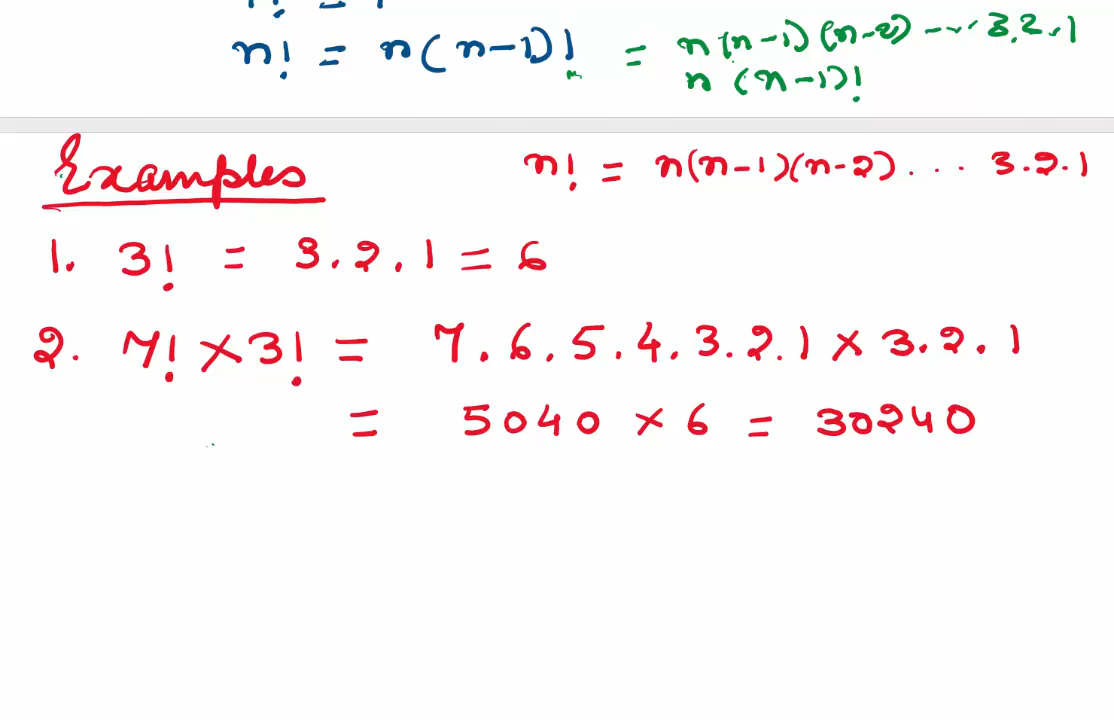 n! = n(n-1)! = n(n-1)(n-2) --- 3.2.1
n(n-1)!
Examples n! = n(n-1)(n-2)... 3.2.1
1. 3! = 3.2.1 = 6
2. 7! × 3! = 7.6.5.4.3.2.1 × 3.2.1
= 5040 × 6 = 30240